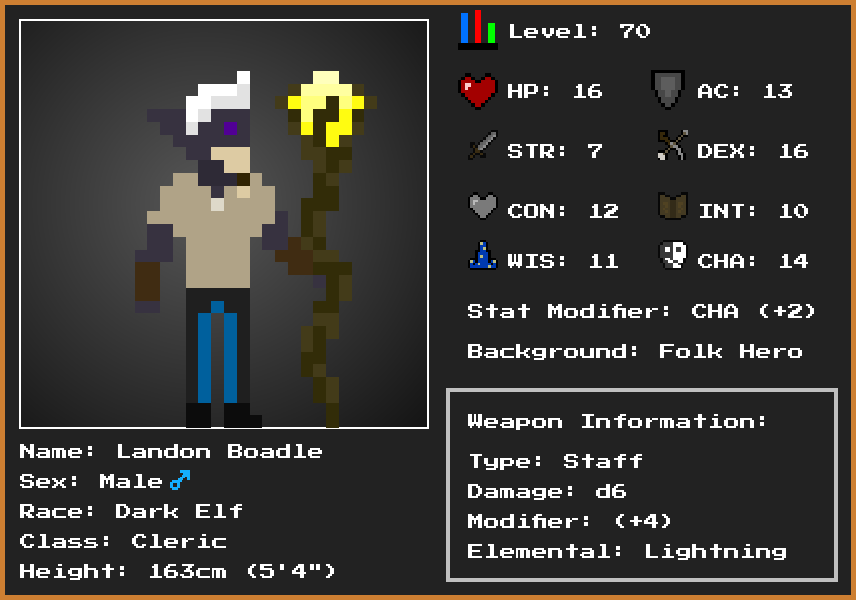 Level: 70
HP: 16 AC: 13
STR: 7 DEX: 16
CON: 12 INT: 10
WIS: 11 CHA: 14
Stat Modifier: CHA (+2)
Background: Folk Hero
Weapon Information:
Type: Staff
Damage: d6
Modifier: (+4)
Elemental: Lightning
Name: Landon Boadle
Sex: Male♂
Race: Dark Elf
Class: Cleric
Height: 163cm (5'4")